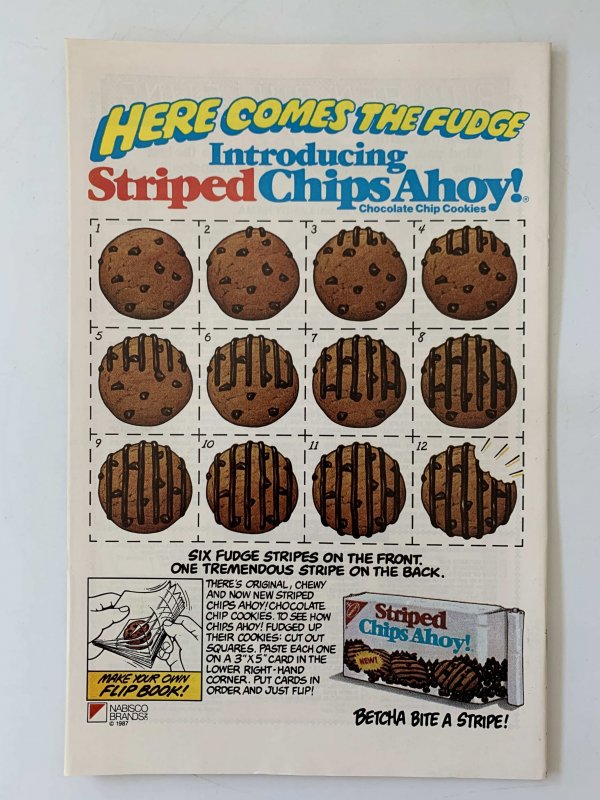 HERE COMES THE FUDGE
Introducing
Striped Chips Ahoy!®
Chocolate Chip Cookies
1 2 3 4
5 6 7 8
9 10 11 12
SIX FUDGE STRIPES ON THE FRONT.
ONE TREMENDOUS STRIPE ON THE BACK.
THERE'S ORIGINAL, CHEWY
AND NOW NEW STRIPED
CHIPS AHOY! CHOCOLATE
CHIP COOKIES. TO SEE HOW
CHIPS AHOY! FUDGED UP
THEIR COOKIES: CUT OUT
SQUARES. PASTE EACH ONE
ON A 3"X5" CARD IN THE
LOWER RIGHT-HAND
CORNER. PUT CARDS IN
ORDER AND JUST FLIP!
MAKE YOUR OWN
FLIP BOOK!
NABISCO
BRANDS
© 1987
Striped
Chips Ahoy!
NEW!
BETCHA BITE A STRIPE!